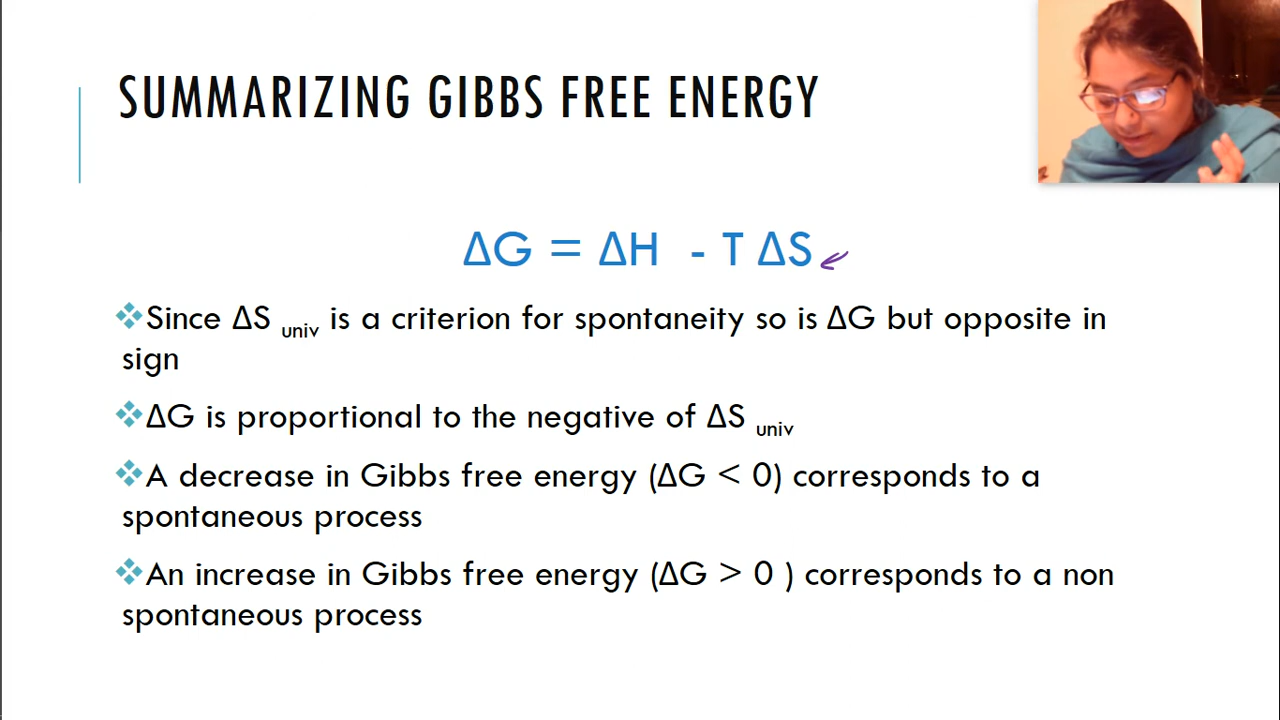 SUMMARIZING GIBBS FREE ENERGY
ΔG = ΔH - T ΔS
❖Since ΔS univ is a criterion for spontaneity so is ΔG but opposite in
sign
❖ΔG is proportional to the negative of ΔS univ
❖A decrease in Gibbs free energy (ΔG < 0) corresponds to a
spontaneous process
❖An increase in Gibbs free energy (ΔG > 0 ) corresponds to a non
spontaneous process